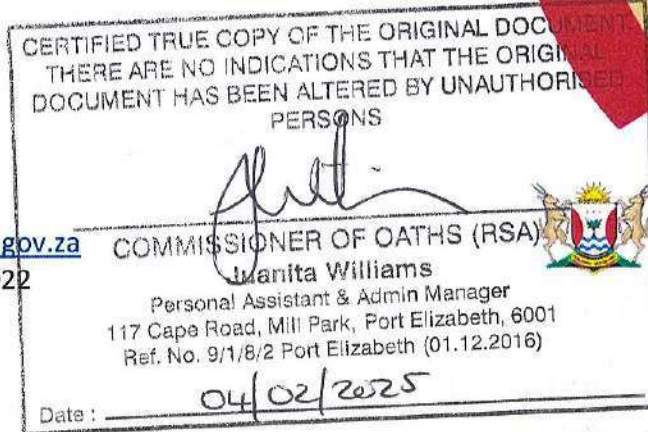 CERTIFIED TRUE COPY OF THE ORIGINAL DOCUMENT.
THERE ARE NO INDICATIONS THAT THE ORIGINAL
DOCUMENT HAS BEEN ALTERED BY UNAUTHORISED
PERSONS
gov.za
COMMISSIONER OF OATHS (RSA)
22
Juanita Williams
Personal Assistant & Admin Manager
117 Cape Road, Mill Park, Port Elizabeth, 6001
Ref. No. 9/1/8/2 Port Elizabeth (01.12.2016)
Date : 04/02/2025